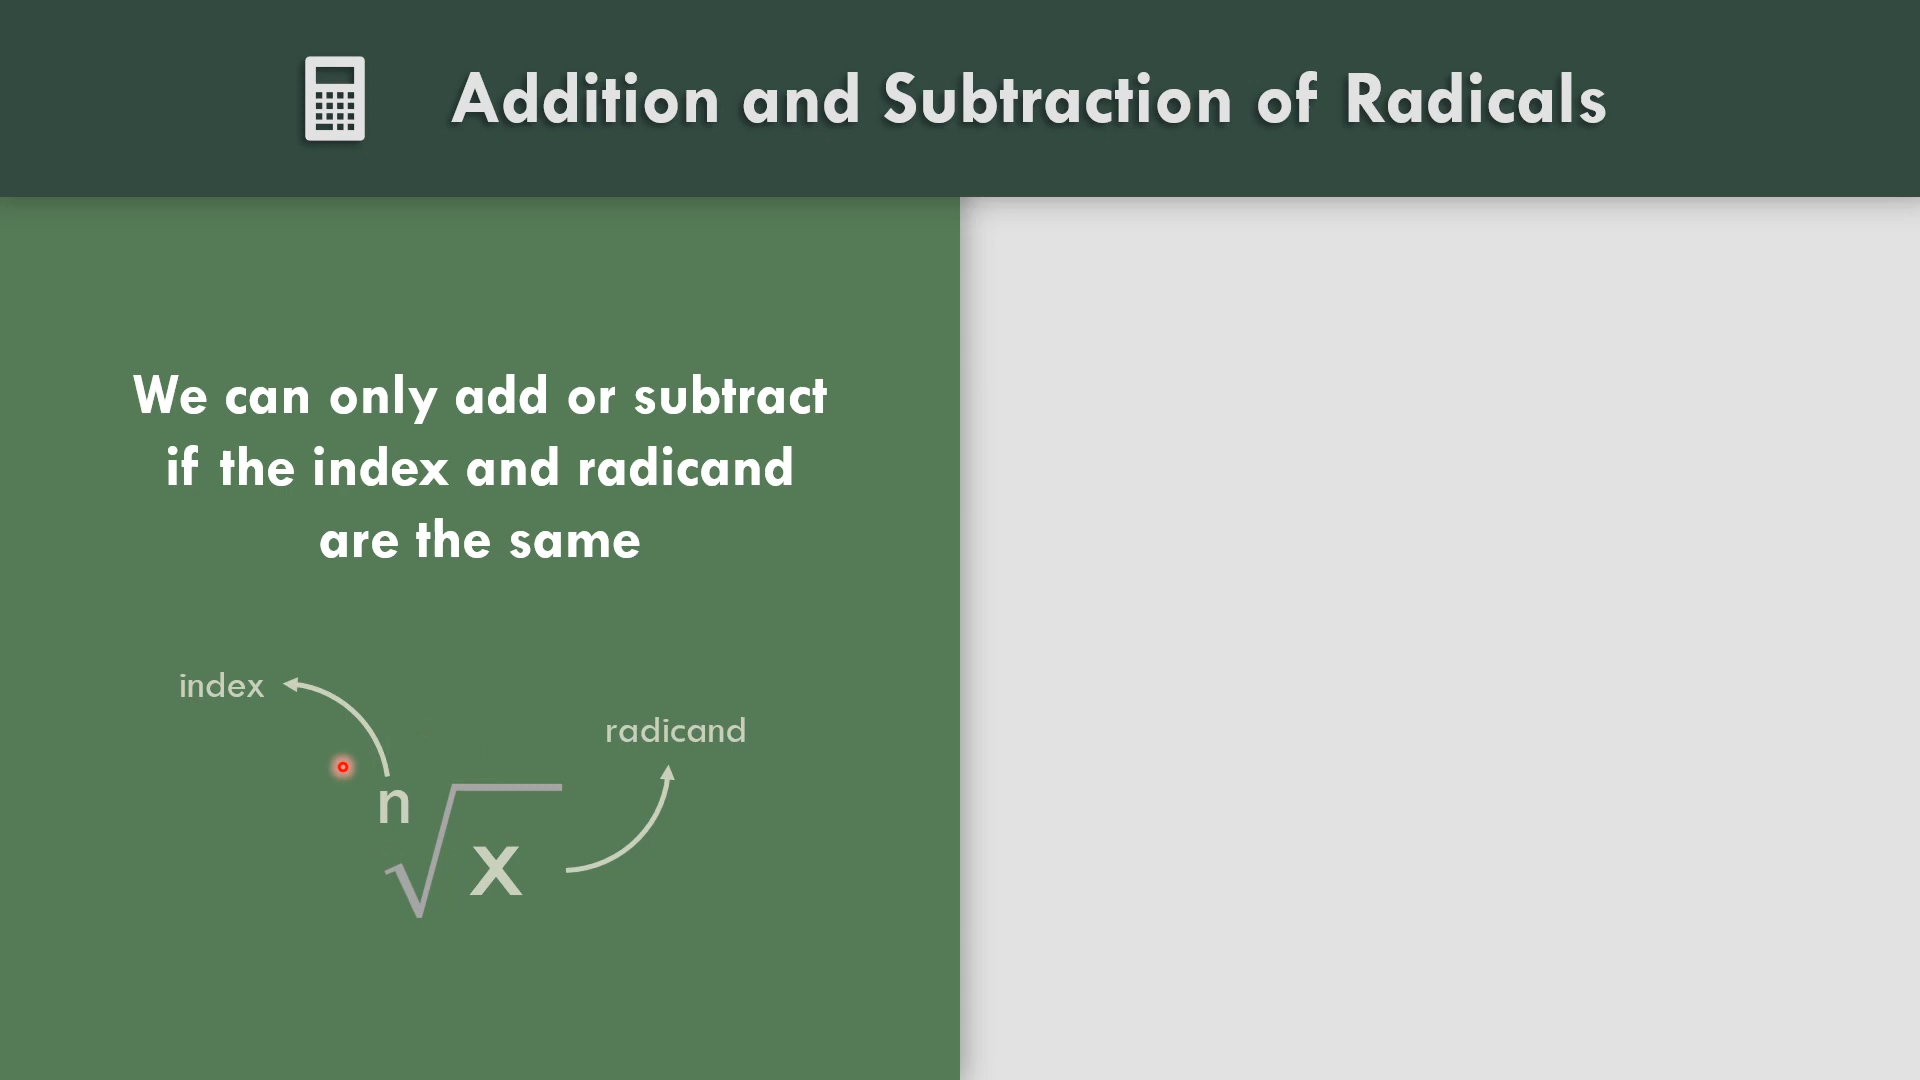 Addition and Subtraction of Radicals
We can only add or subtract
if the index and radicand
are the same
index
radicand
n
√x